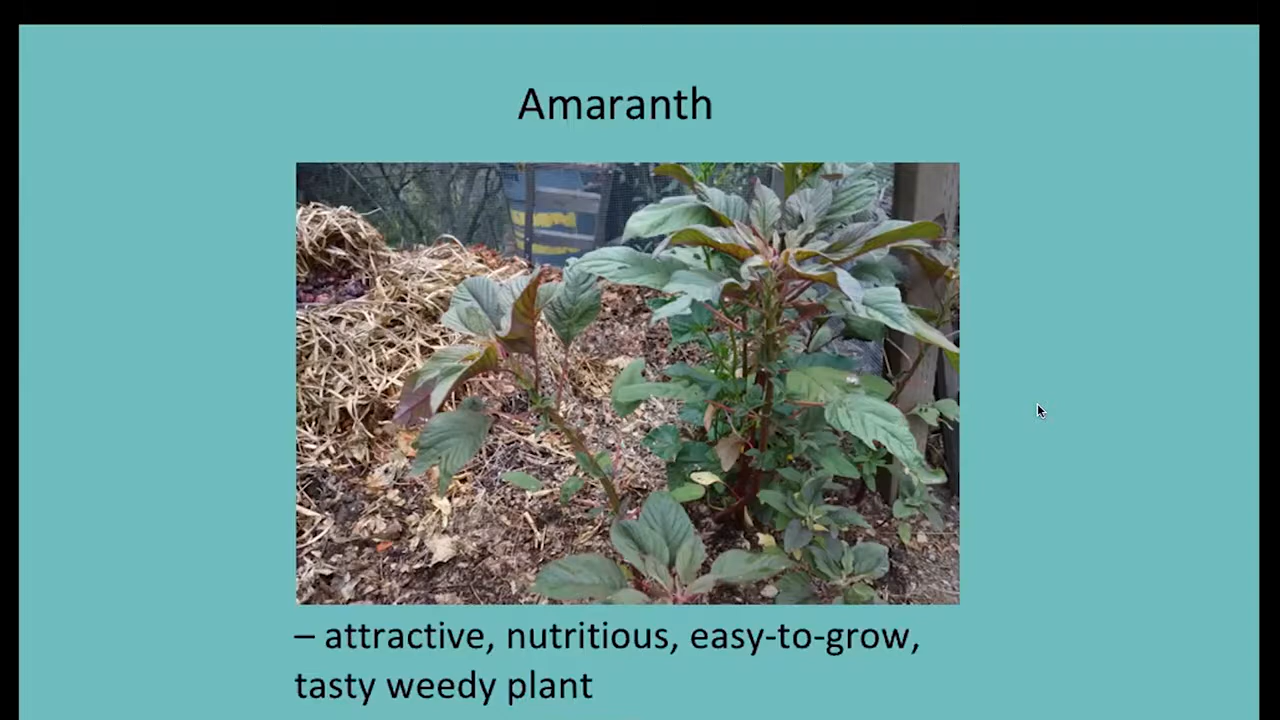 Amaranth
– attractive, nutritious, easy-to-grow,
tasty weedy plant